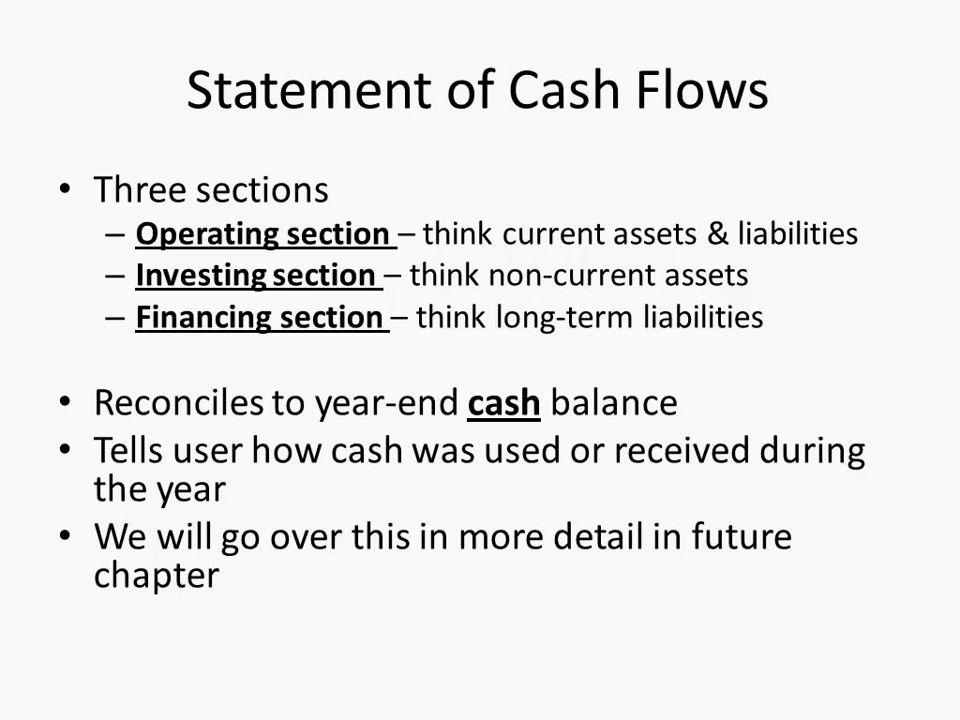 Statement of Cash Flows
• Three sections
– Operating section – think current assets & liabilities
– Investing section – think non-current assets
– Financing section – think long-term liabilities
• Reconciles to year-end cash balance
• Tells user how cash was used or received during
the year
• We will go over this in more detail in future
chapter